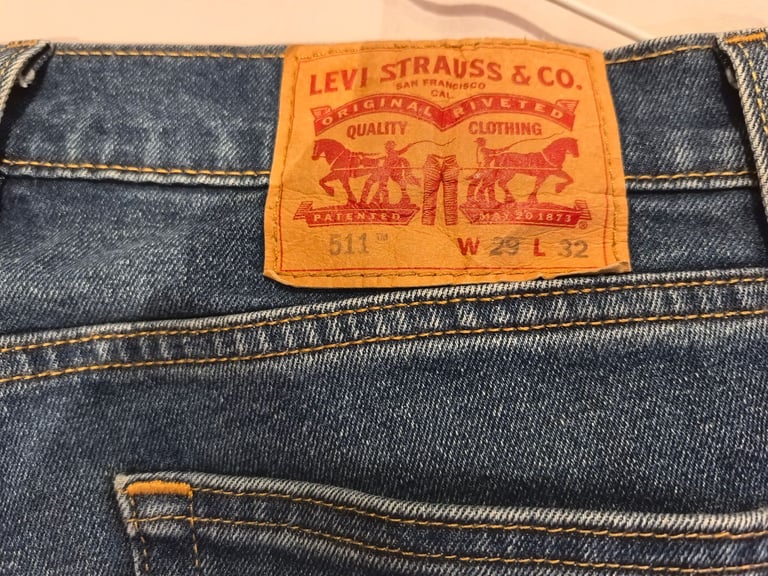 LEVI STRAUSS & CO.
SAN FRANCISCO
CAL.
ORIGINAL RIVETED
QUALITY CLOTHING
PATENTED MAY 20 1873 ®
511™ W 29 L 32